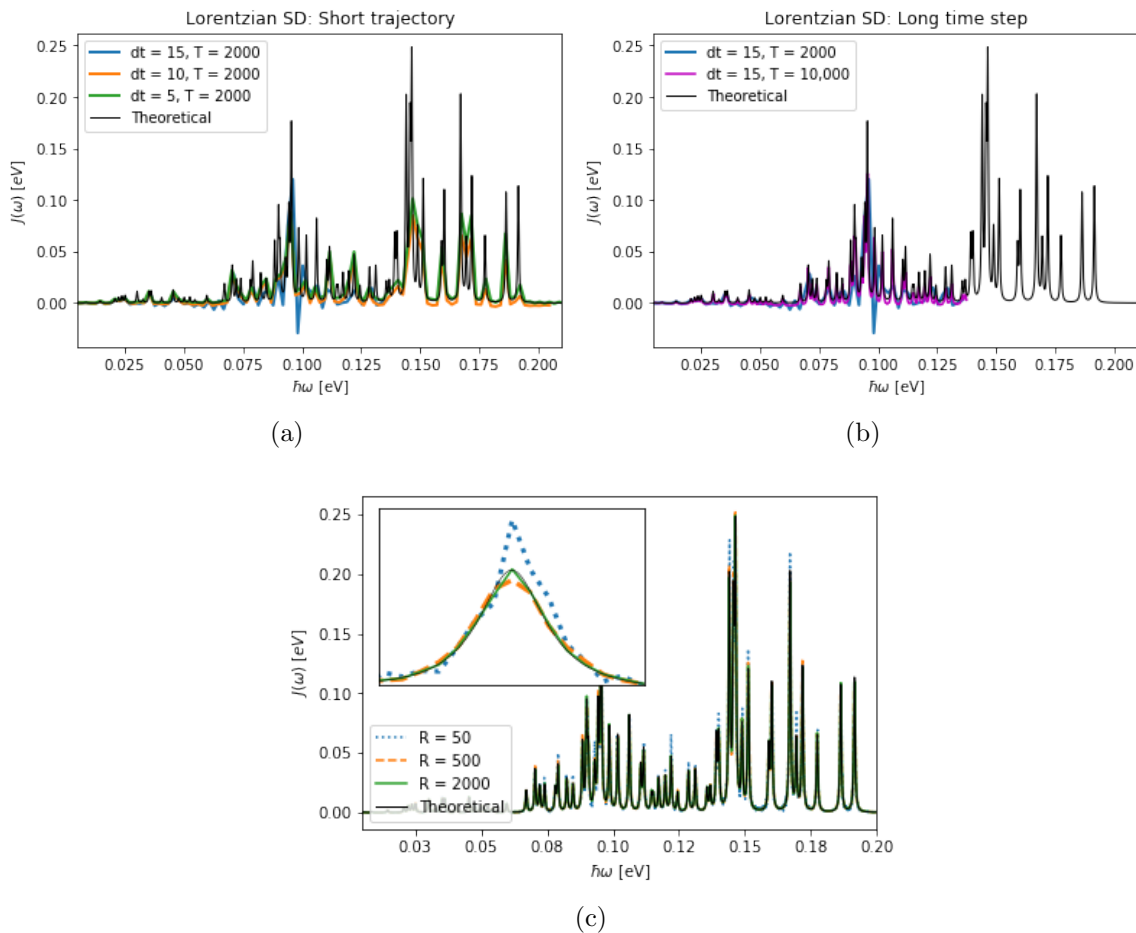 Lorentzian SD: Short trajectory
dt = 15, T = 2000
dt = 10, T = 2000
dt = 5, T = 2000
Theoretical
0.25
0.20
0.15
0.10
0.05
0.00
J(ω) [eV]
0.025 0.050 0.075 0.100 0.125 0.150 0.175 0.200
ħω [eV]
(a)
Lorentzian SD: Long time step
dt = 15, T = 2000
dt = 15, T = 10,000
Theoretical
0.25
0.20
0.15
0.10
0.05
0.00
J(ω) [eV]
0.025 0.050 0.075 0.100 0.125 0.150 0.175 0.200
ħω [eV]
(b)
0.25
0.20
0.15
0.10
0.05
0.00
J(ω) [eV]
R = 50
R = 500
R = 2000
Theoretical
0.03 0.05 0.08 0.10 0.12 0.15 0.17 0.20
ħω [eV]
(c)